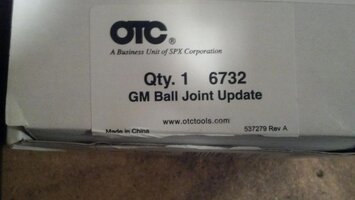 OTC®
A Business Unit of SPX Corporation
Qty. 1 6732
GM Ball Joint Update
www.otctools.com
Made in China 537279 Rev A